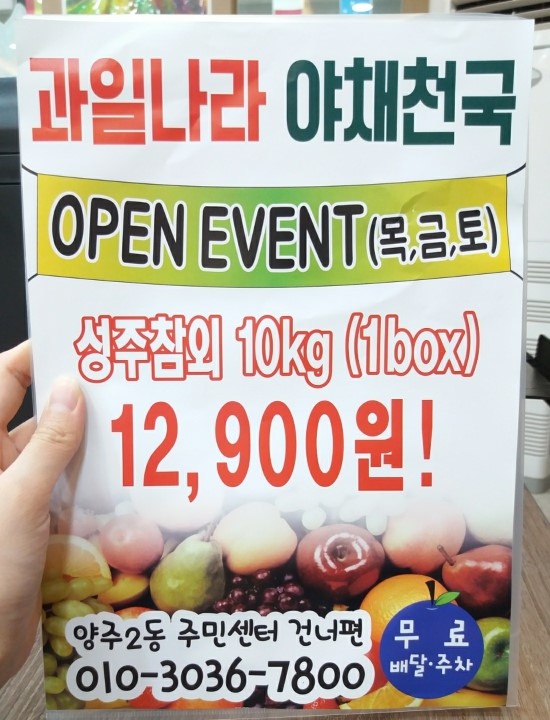 과일나라 야채천국
OPEN EVENT(목,금,토)
성주참외 10kg (1box)
12,900원!
양주2동 주민센터 건너편
010-3036-7800
무료
배달·주차